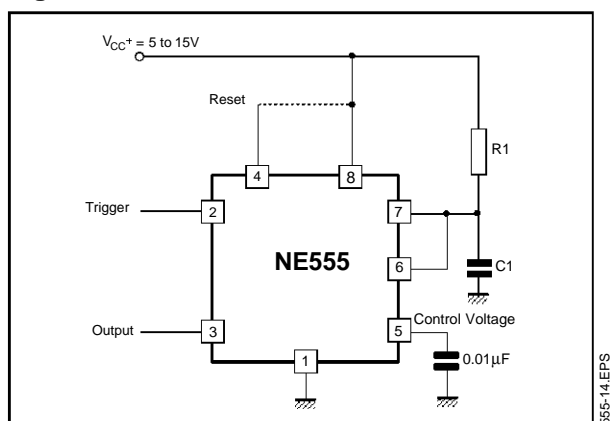 V_CC+ = 5 to 15V
Reset
R1
4
8
Trigger
2
7
NE555
6
C1
Control Voltage
Output
3
5
0.01µF
1
555-14.EPS